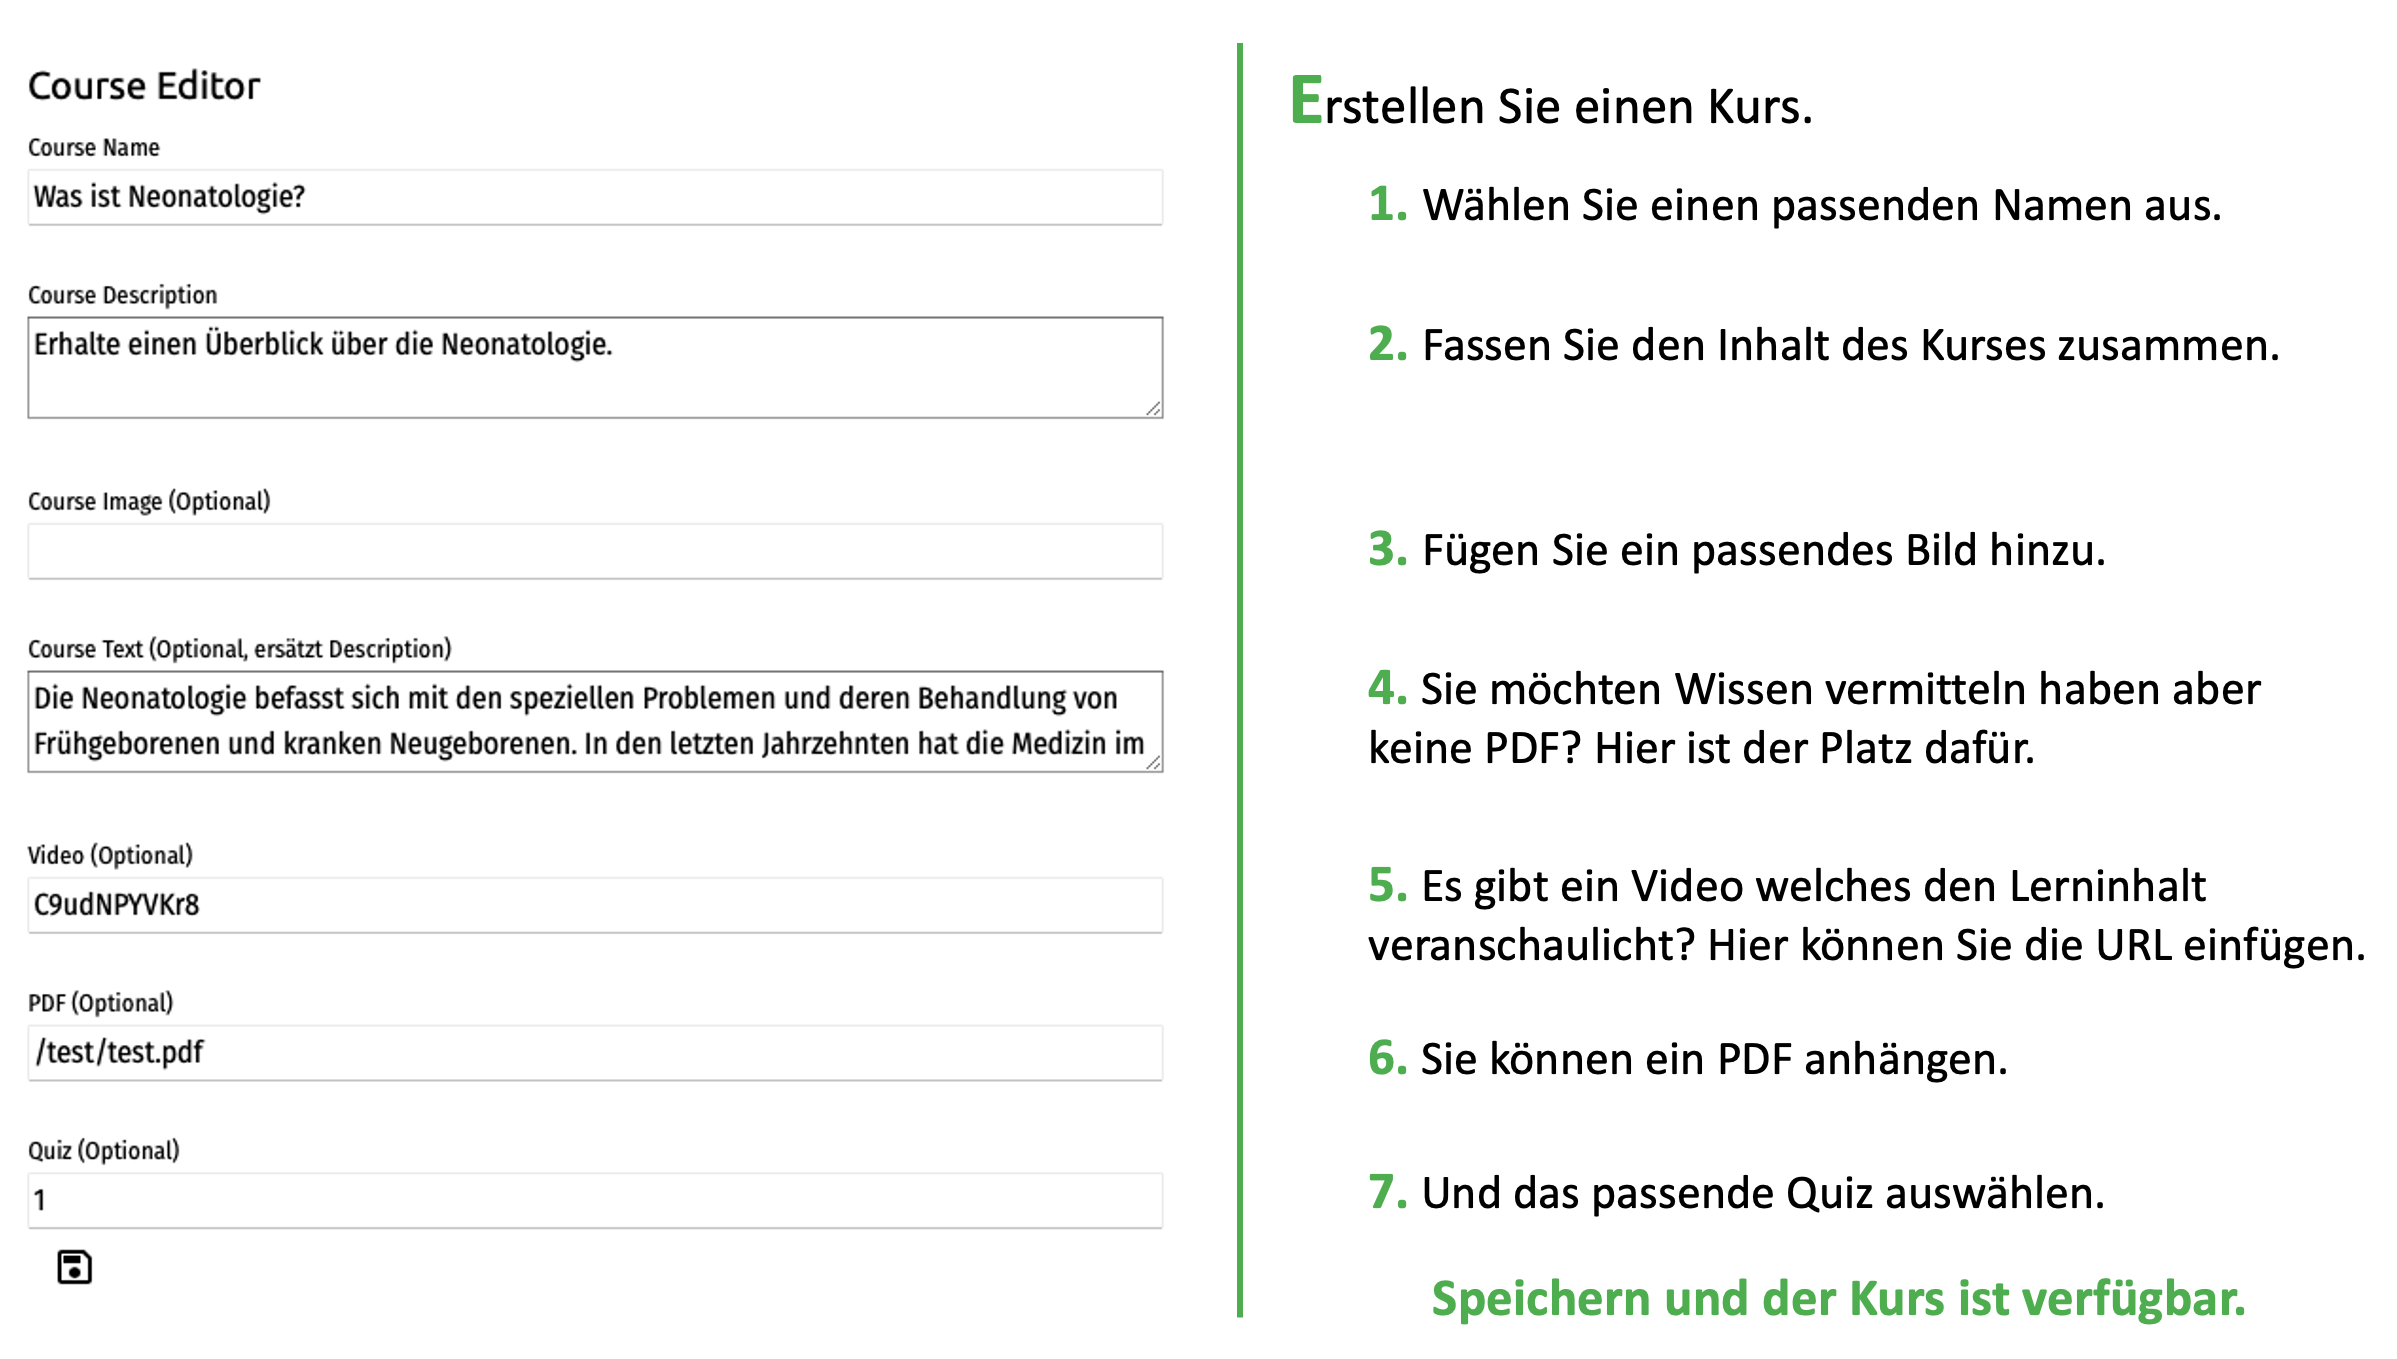 Course Editor
Course Name
Was ist Neonatologie?
Course Description
Erhalte einen Überblick über die Neonatologie.
Course Image (Optional)
Course Text (Optional, ersätzt Description)
Die Neonatologie befasst sich mit den speziellen Problemen und deren Behandlung von
Frühgeborenen und kranken Neugeborenen. In den letzten Jahrzehnten hat die Medizin im
Video (Optional)
C9udNPYVKr8
PDF (Optional)
/test/test.pdf
Quiz (Optional)
1
Erstellen Sie einen Kurs.
1. Wählen Sie einen passenden Namen aus.
2. Fassen Sie den Inhalt des Kurses zusammen.
3. Fügen Sie ein passendes Bild hinzu.
4. Sie möchten Wissen vermitteln haben aber
keine PDF? Hier ist der Platz dafür.
5. Es gibt ein Video welches den Lerninhalt
veranschaulicht? Hier können Sie die URL einfügen.
6. Sie können ein PDF anhängen.
7. Und das passende Quiz auswählen.
Speichern und der Kurs ist verfügbar.